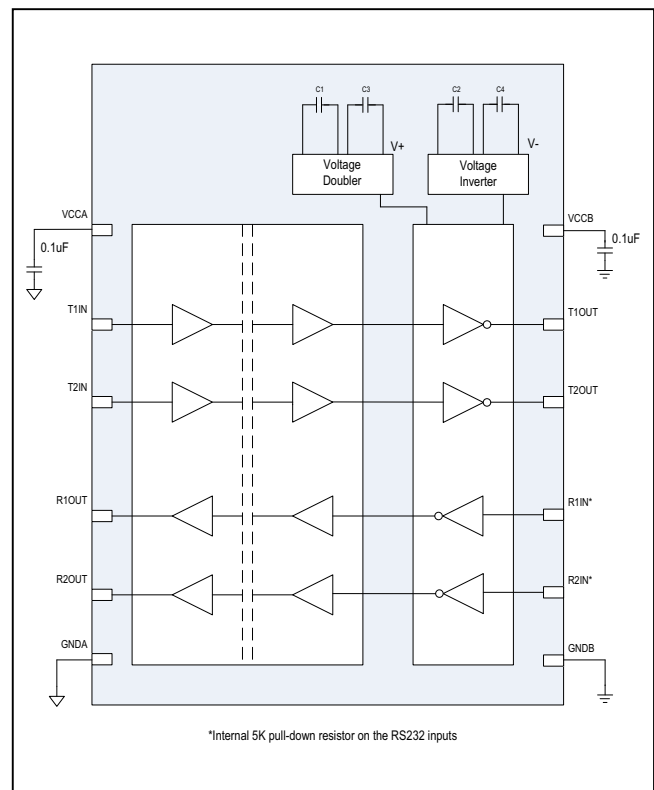 C1
C3
C2
C4
V+
V-
Voltage
Doubler
Voltage
Inverter
VCCA
VCCB
0.1uF
0.1uF
T1IN
T1OUT
T2IN
T2OUT
R1OUT
R1IN*
R2OUT
R2IN*
GNDA
GNDB
*Internal 5K pull-down resistor on the RS232 inputs